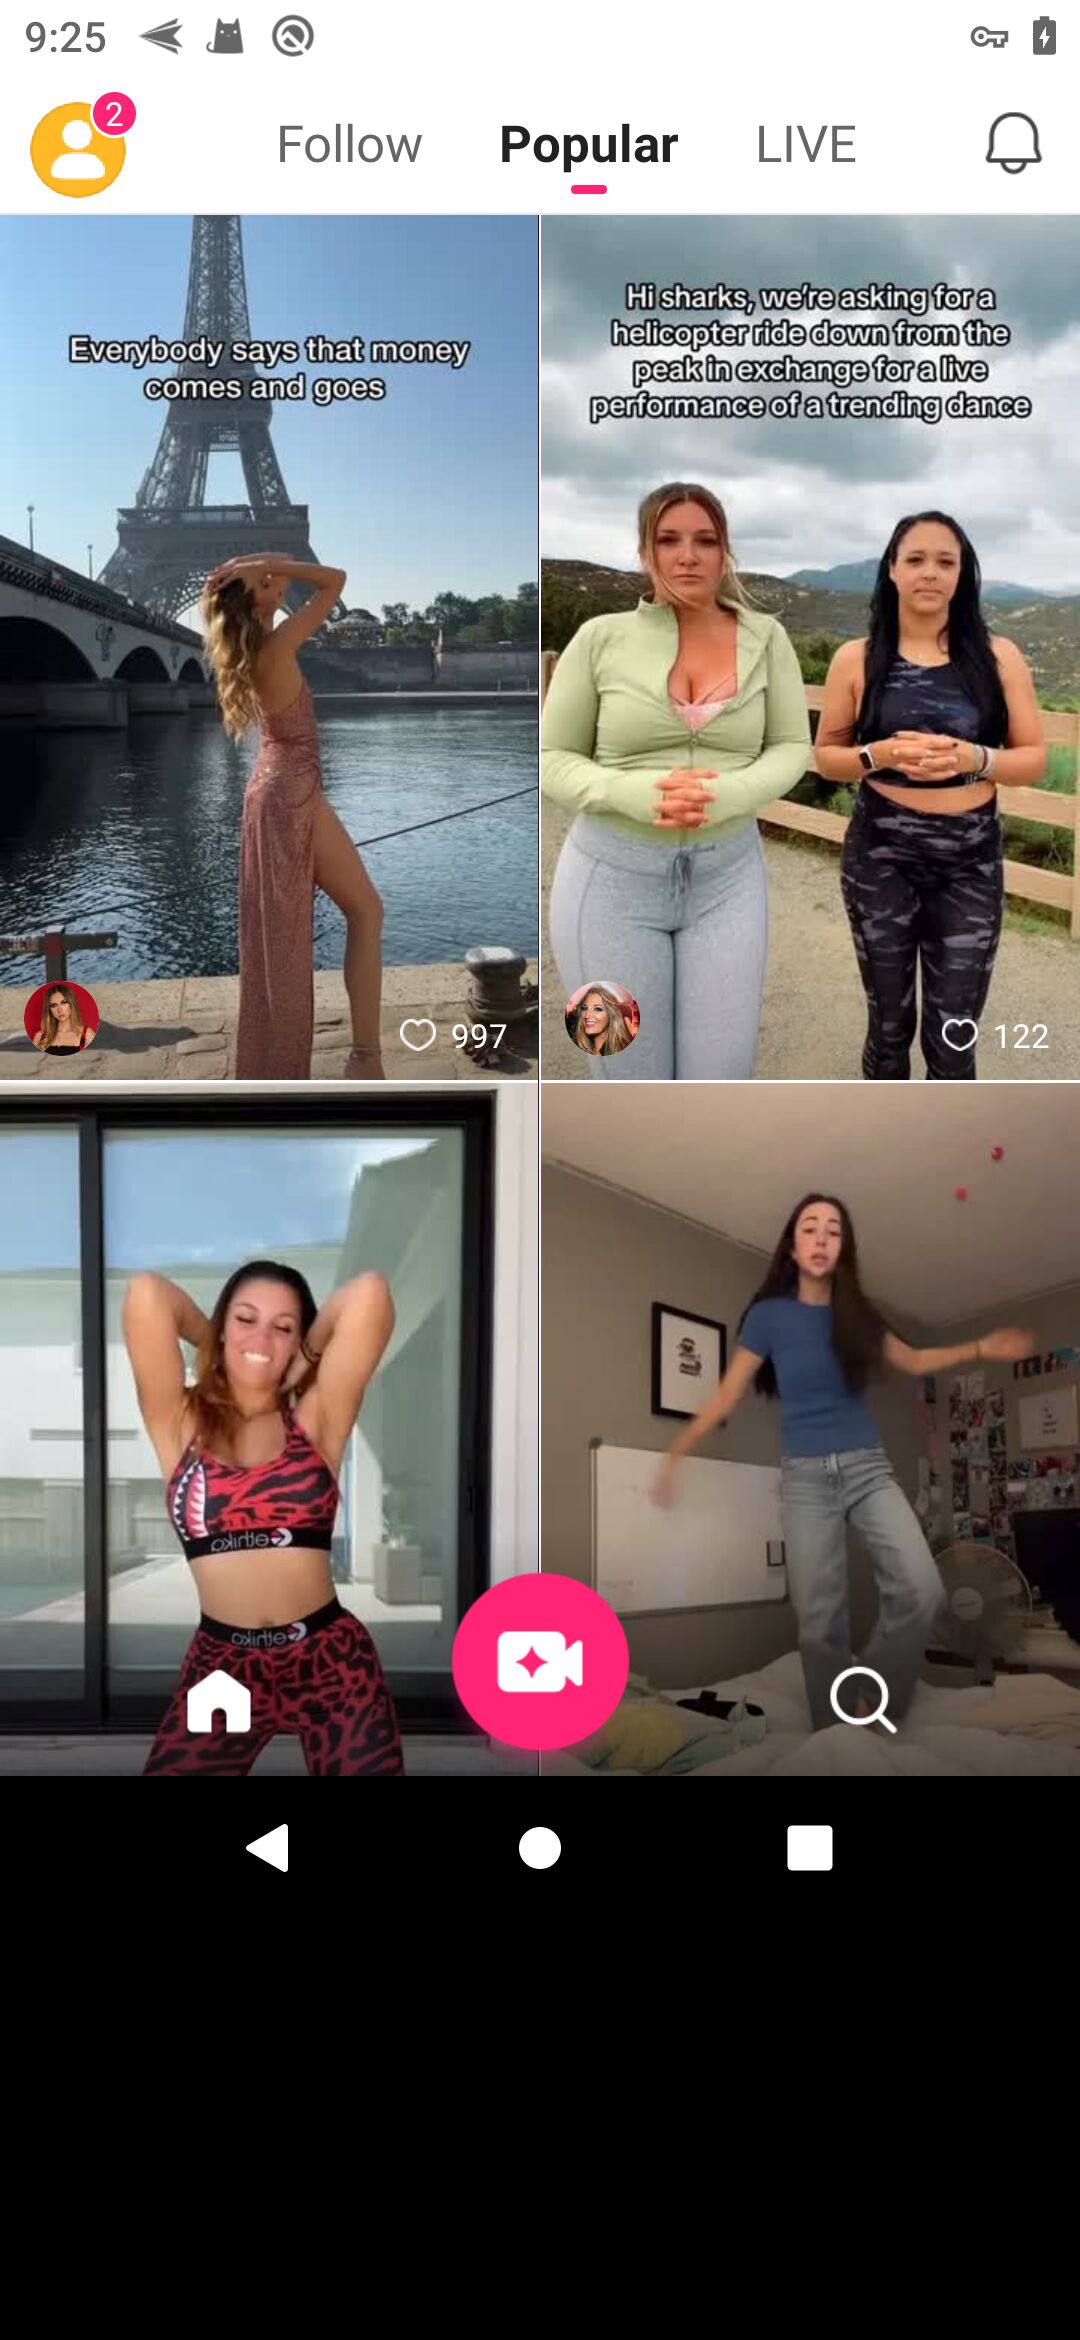 9:25
2
Follow Popular LIVE
Everybody says that money
comes and goes
Hi sharks, we're asking for a
helicopter ride down from the
peak in exchange for a live
performance of a trending dance
997
122
ethika
ethika